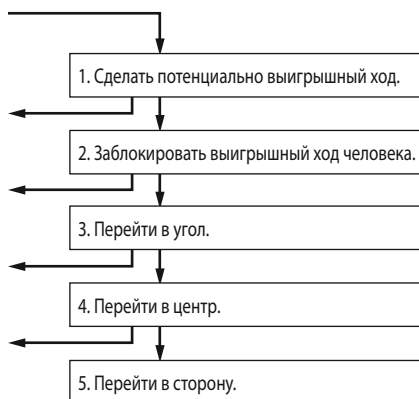 1. Сделать потенциально выигрышный ход.
2. Заблокировать выигрышный ход человека.
3. Перейти в угол.
4. Перейти в центр.
5. Перейти в сторону.